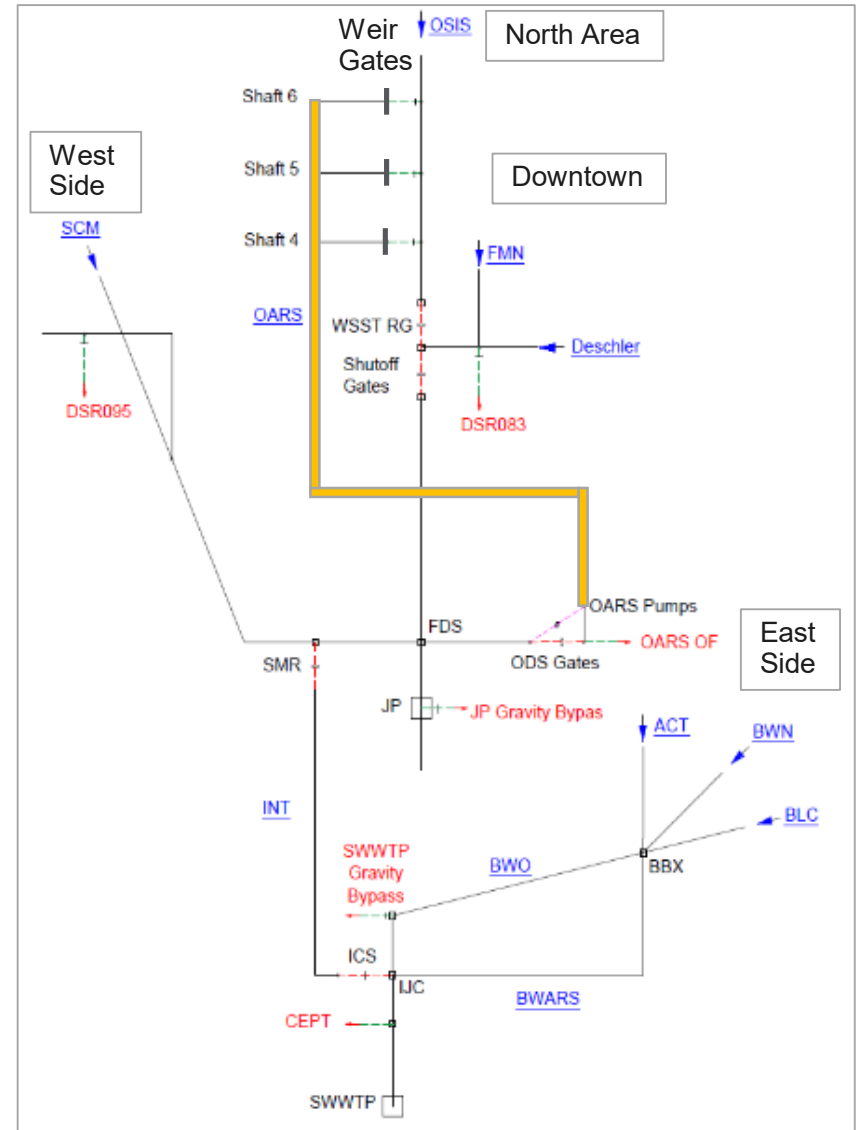 Weir
Gates
OSIS
North Area
Shaft 6
West
Side
Shaft 5
Downtown
SCM
Shaft 4
FMN
OARS
WSST RG
Deschler
Shutoff
Gates
DSR095
DSR083
OARS Pumps
FDS
OARS OF
East
Side
SMR
ODS Gates
JP
JP Gravity Bypas
ACT
BWN
INT
BLC
SWWTP
Gravity
Bypass
BWO
BBX
ICS
IJC
BWARS
CEPT
SWWTP